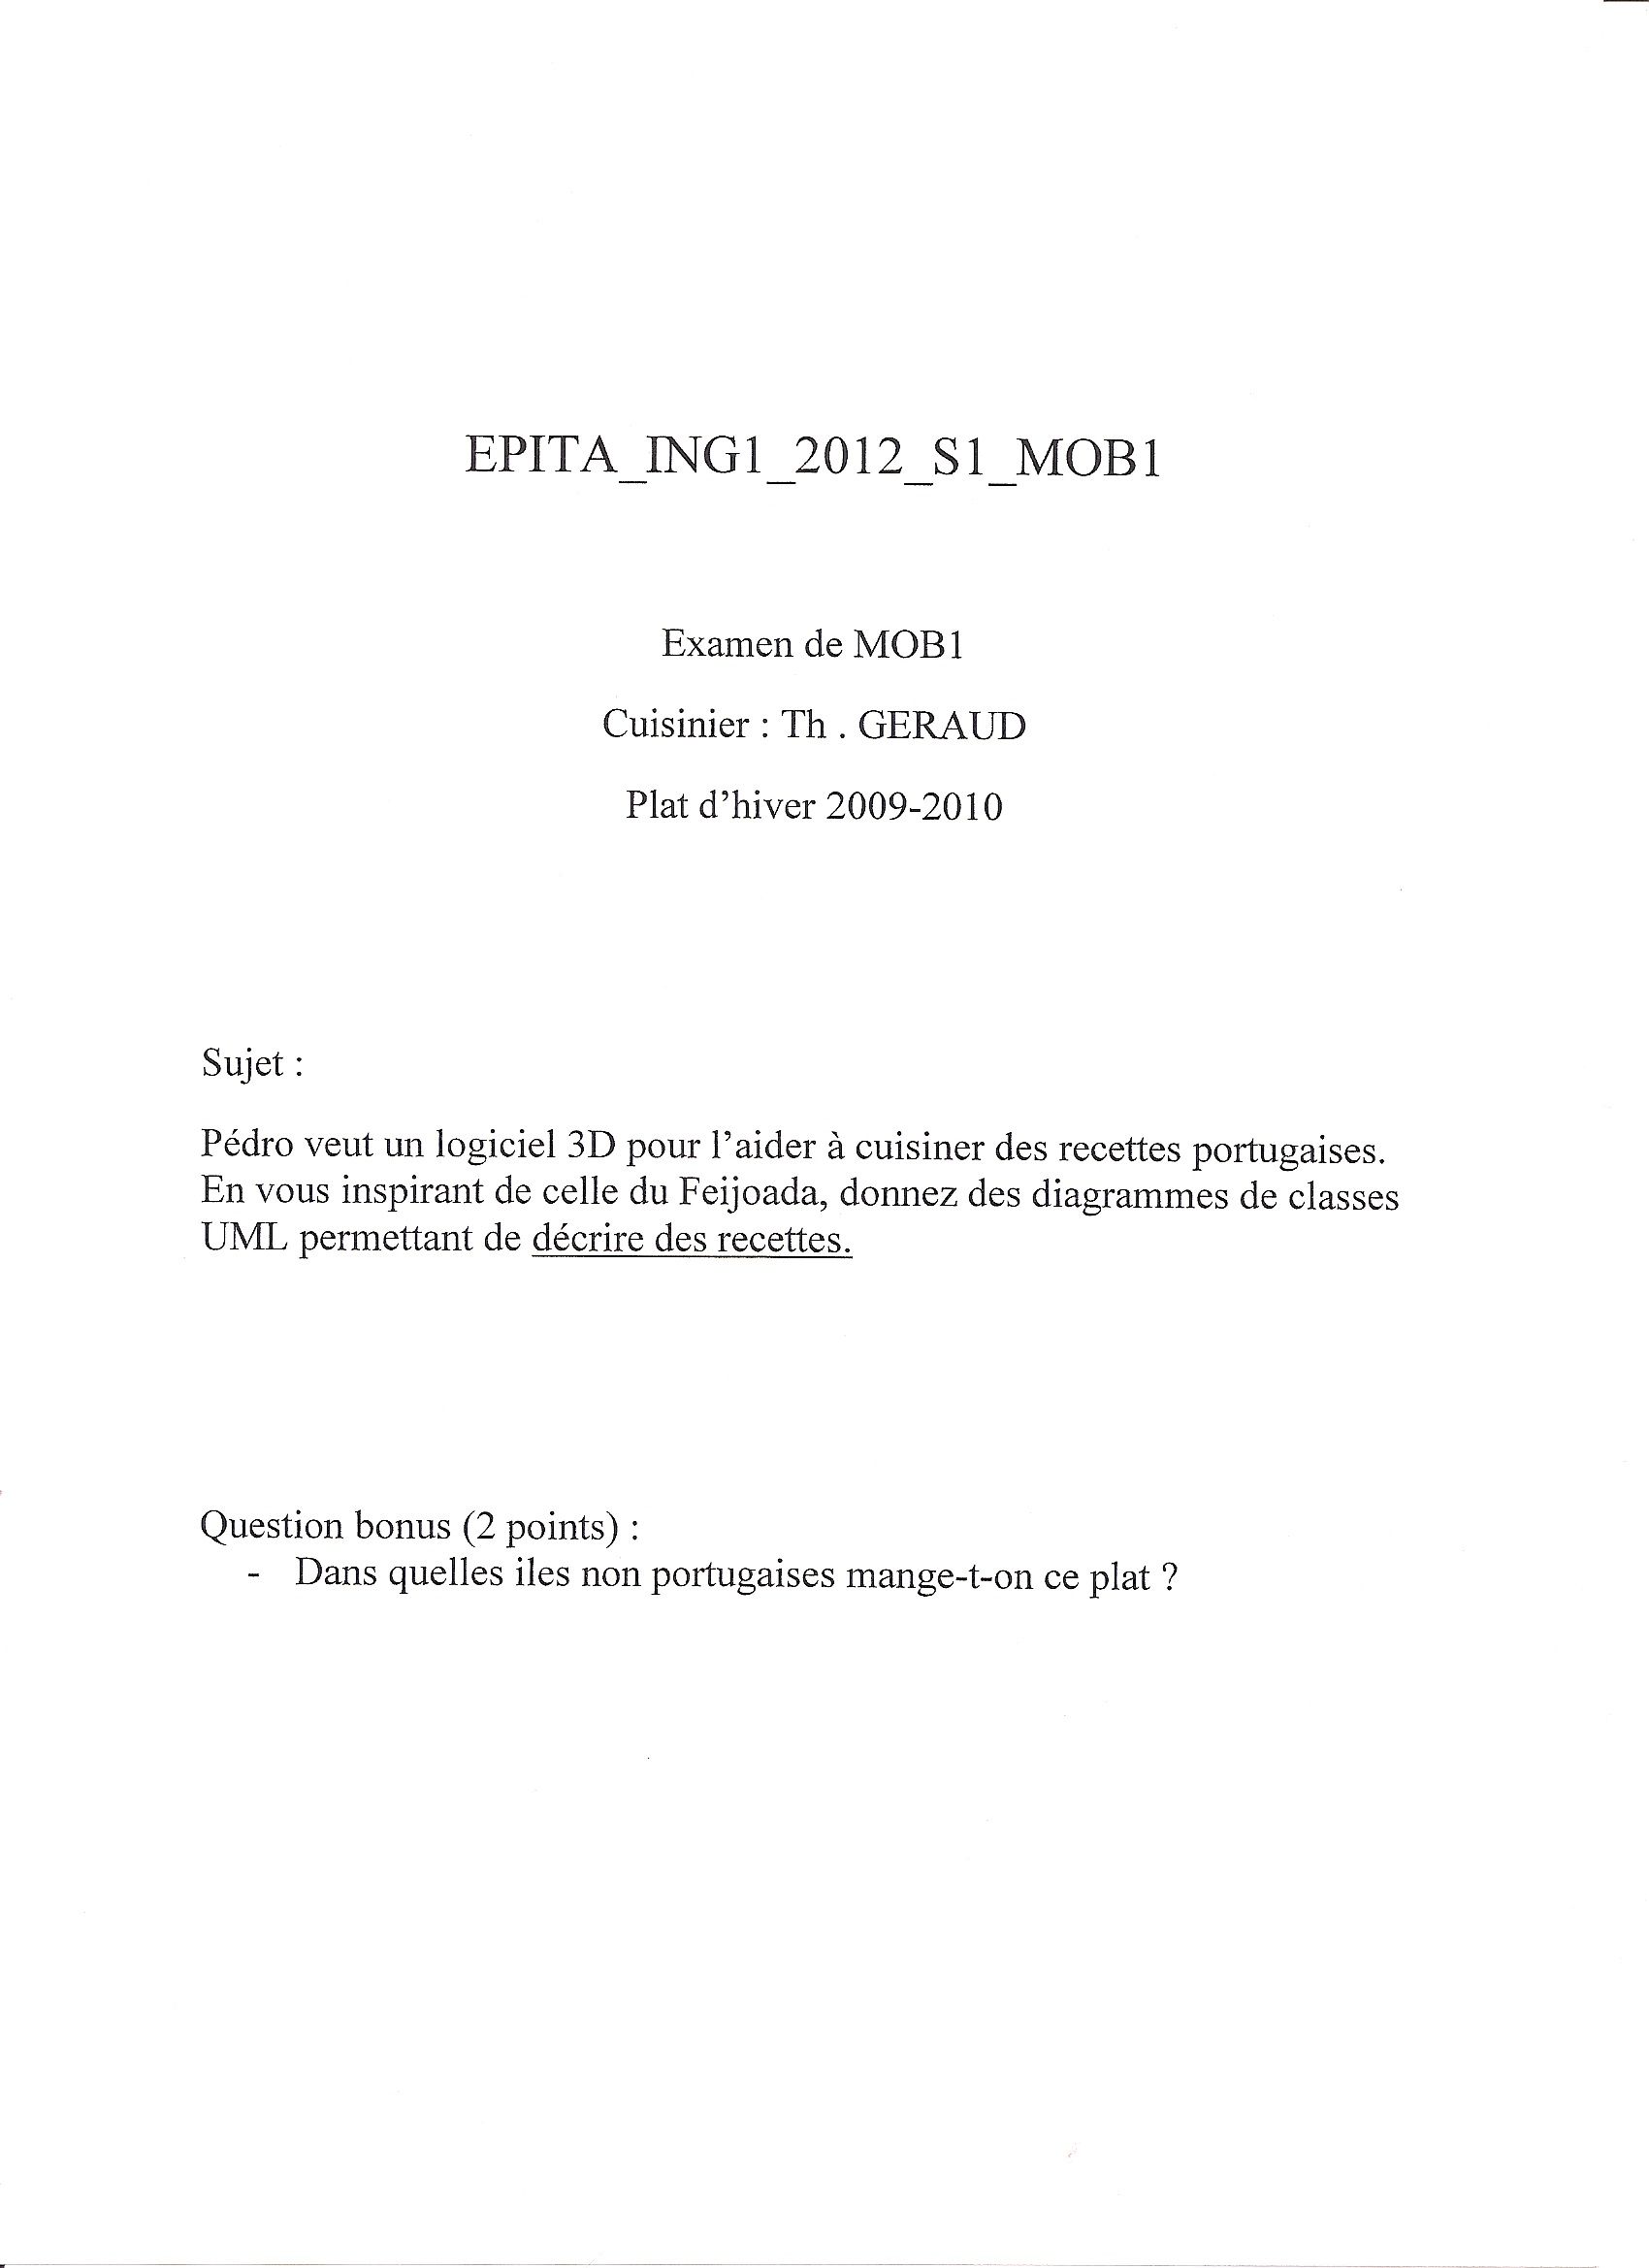 EPITA_ING1_2012_S1_MOB1
Examen de MOB1
Cuisinier : Th . GERAUD
Plat d’hiver 2009-2010
Sujet :
Pédro veut un logiciel 3D pour l’aider à cuisiner des recettes portugaises.
En vous inspirant de celle du Feijoada, donnez des diagrammes de classes
UML permettant de décrire des recettes.
Question bonus (2 points) :
- Dans quelles iles non portugaises mange-t-on ce plat ?